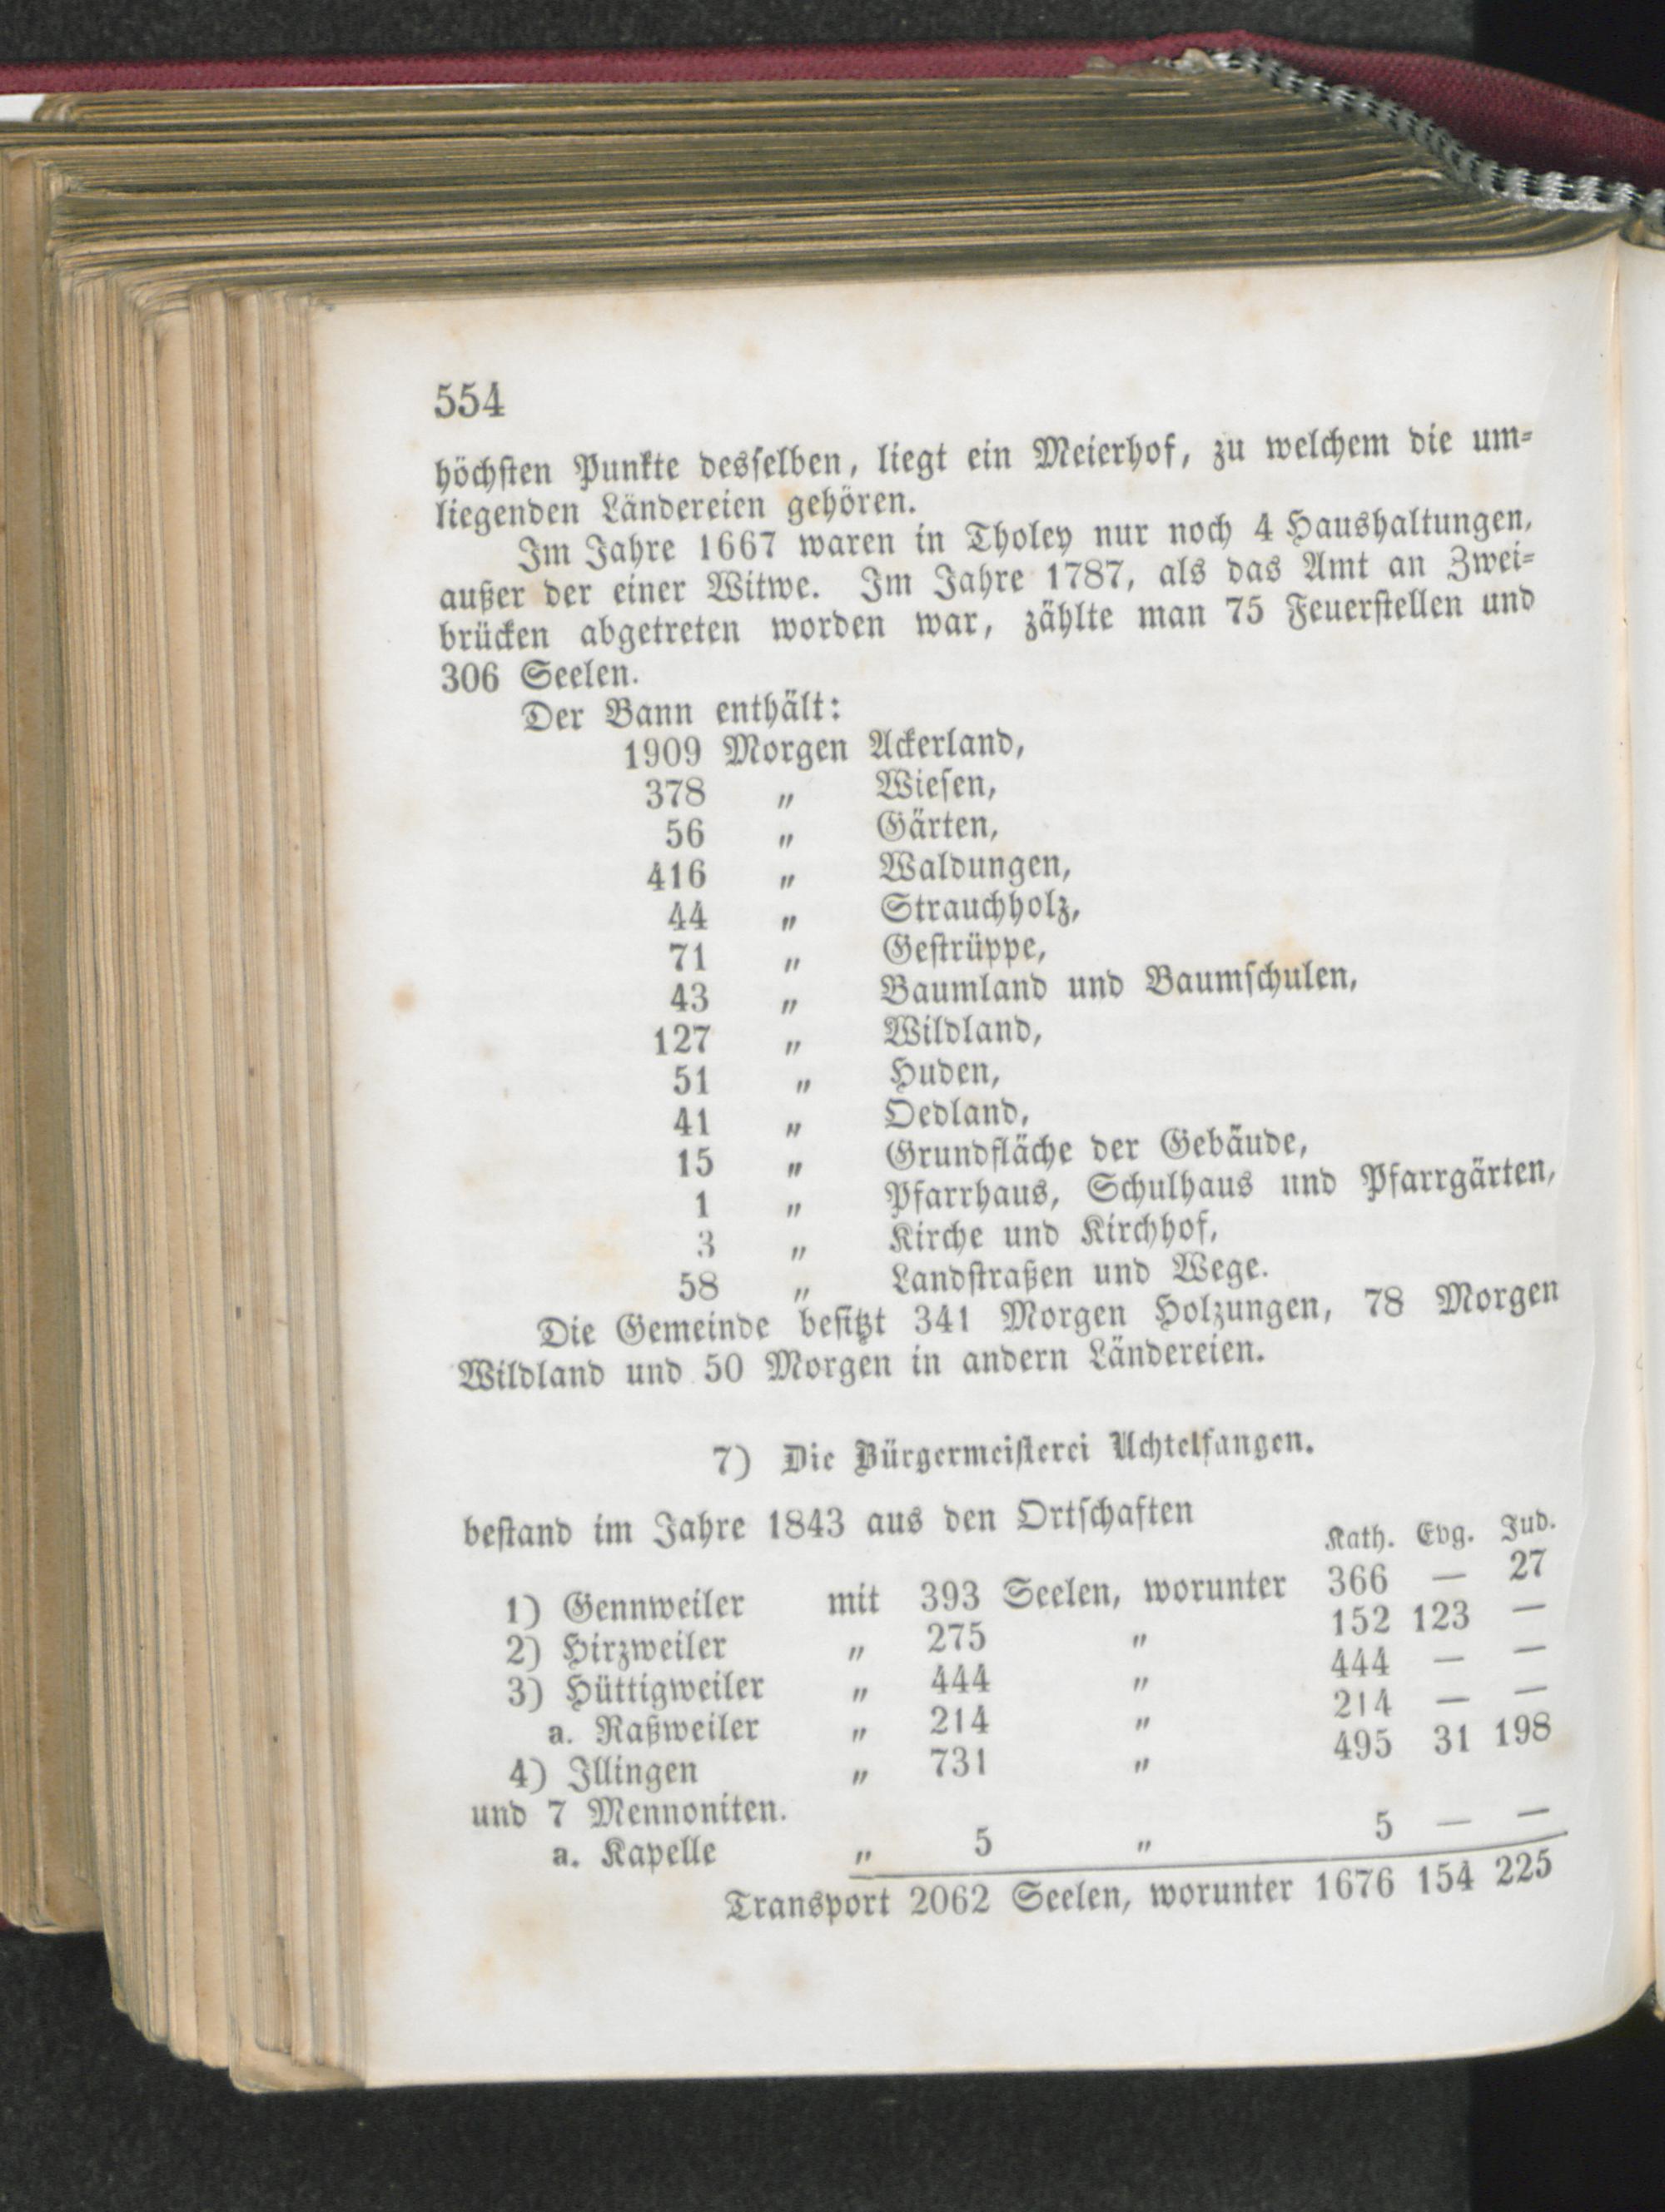 554
höchsten Punkte desselben, liegt ein Meierhof, zu welchem die um-
liegenden Ländereien gehören.
Im Jahre 1667 waren in Tholey nur noch 4 Haushaltungen,
außer der einer Witwe. Im Jahre 1787, als das Amt an Zwei-
brücken abgetreten worden war, zählte man 75 Feuerstellen und
306 Seelen.
Der Bann enthält:
1909 Morgen Ackerland,
378 „ Wiesen,
56 „ Gärten,
416 „ Waldungen,
44 „ Strauchholz,
71 „ Gestrüppe,
43 „ Baumland und Baumschulen,
127 „ Wildland,
51 „ Huden,
41 „ Oedland,
15 „ Grundfläche der Gebäude,
1 „ Pfarrhaus, Schulhaus und Pfarrgärten,
3 „ Kirche und Kirchhof,
58 „ Landstraßen und Wege.
Die Gemeinde besitzt 341 Morgen Holzungen, 78 Morgen
Wildland und 50 Morgen in andern Ländereien.
7) Die Bürgermeisterei Uchtelfangen.
bestand im Jahre 1843 aus den Ortschaften
Kath. Evg. Jud.
1) Gennweiler mit 393 Seelen, worunter 366 — 27
2) Hirzweiler „ 275 „ 152 123 —
3) Hüttigweiler „ 444 „ 444 — —
a. Raßweiler „ 214 „ 214 — —
4) Illingen „ 731 „ 495 31 198
und 7 Mennoniten.
a. Kapelle „ 5 „ 5 — —
Transport 2062 Seelen, worunter 1676 154 225